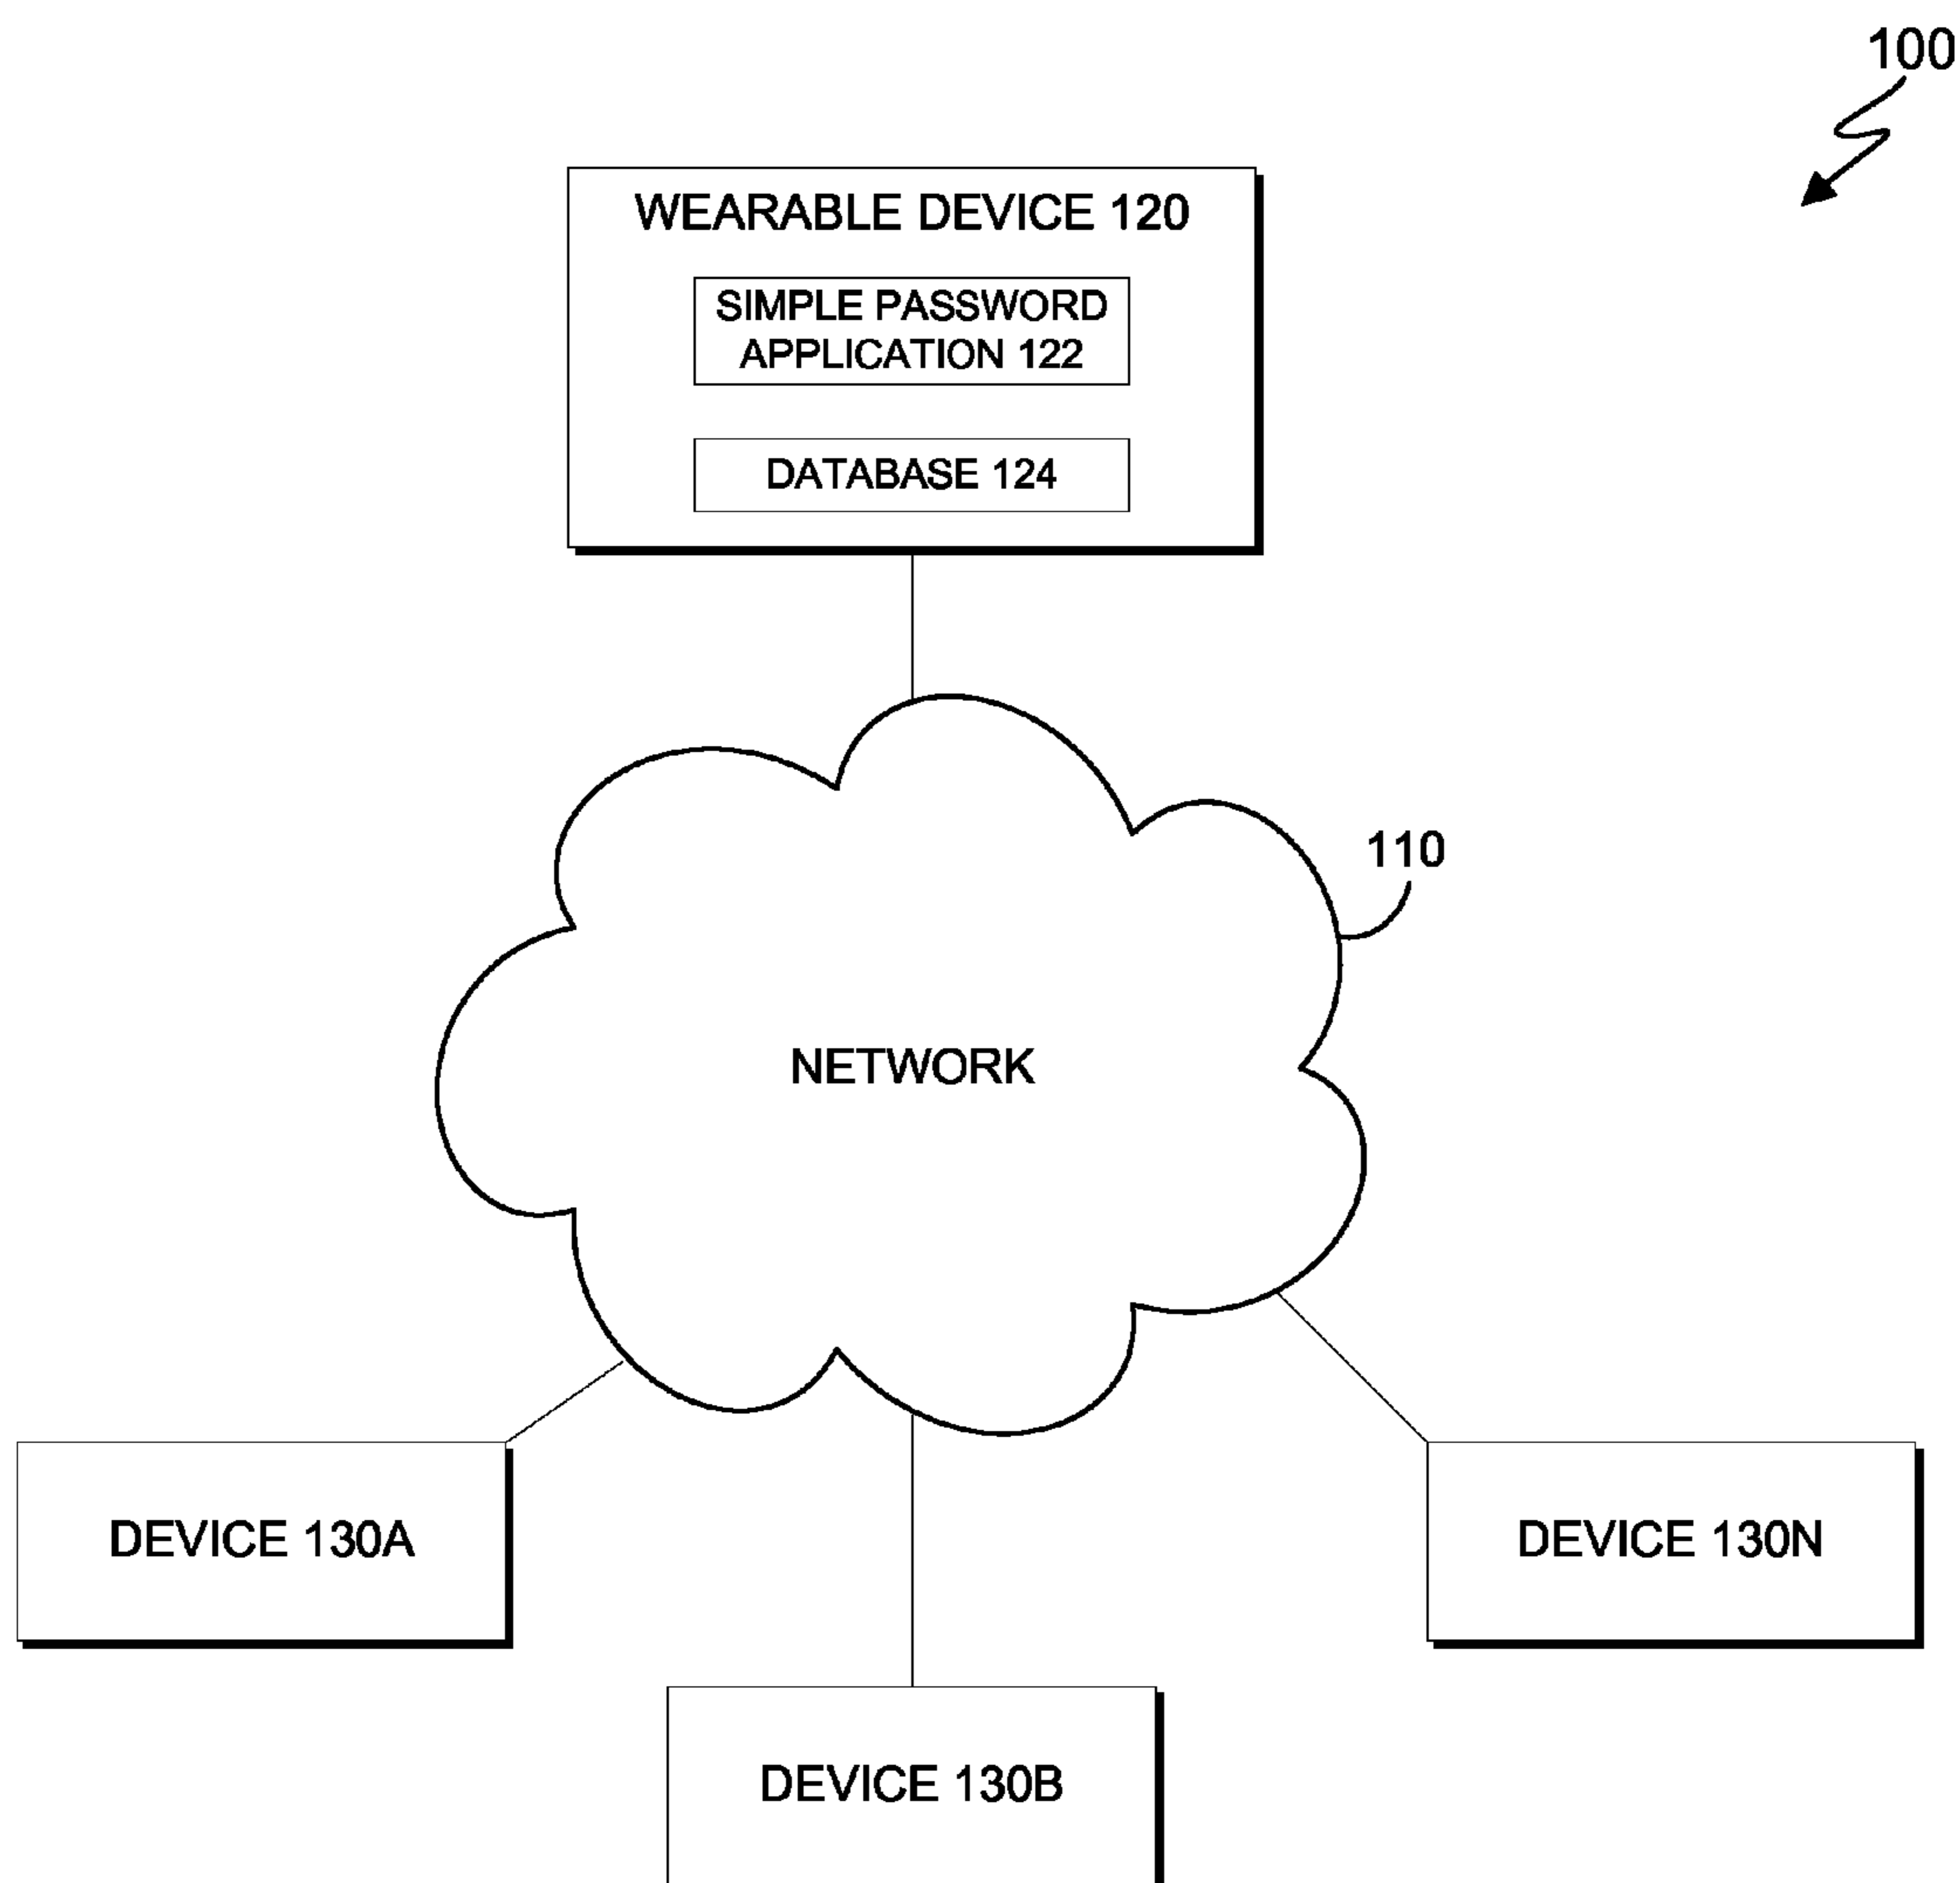 100
WEARABLE DEVICE 120
SIMPLE PASSWORD
APPLICATION 122
DATABASE 124
110
NETWORK
DEVICE 130A
DEVICE 130N
DEVICE 130B